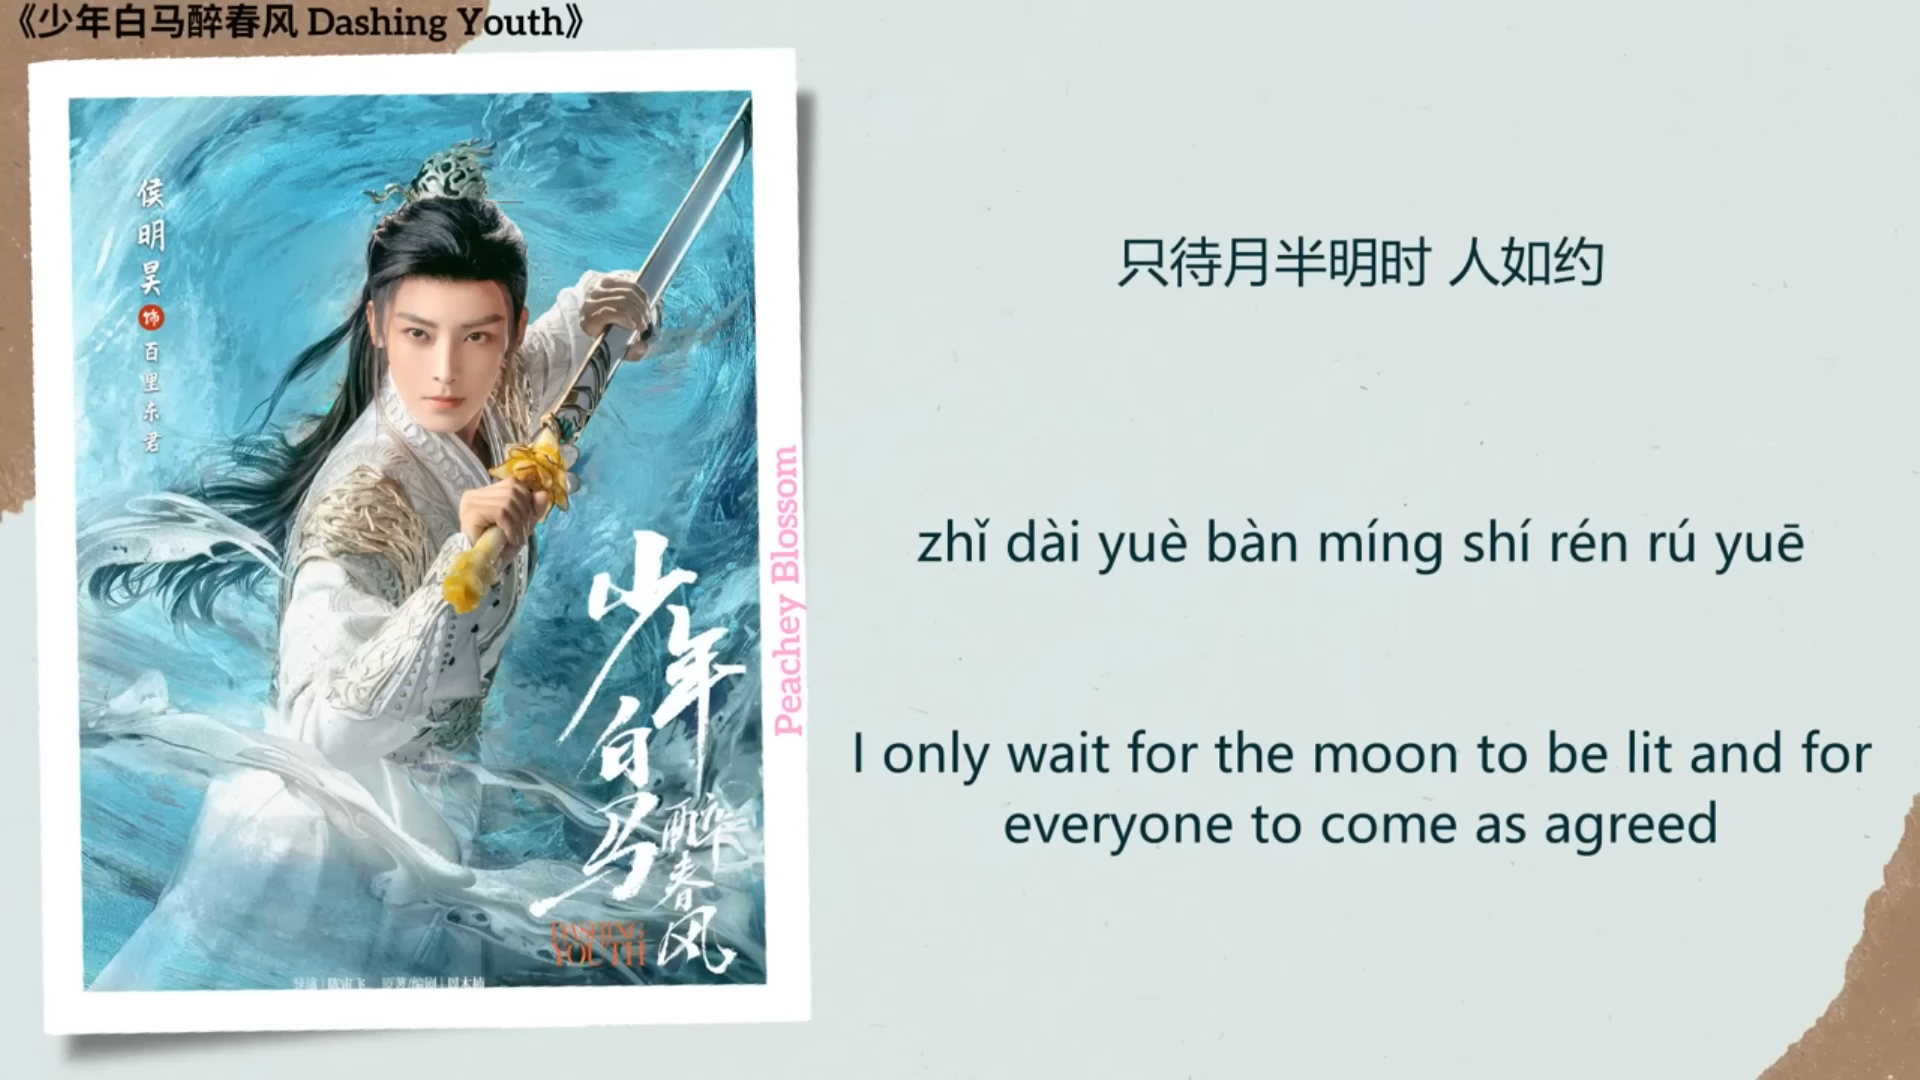 《少年白马醉春风 Dashing Youth》
侯明昊
饰
百里东君
少年
白马
醉春风
DASHING
YOUTH
Peachey Blossom
只待月半明时 人如约
zhǐ dài yuè bàn míng shí rén rú yuē
I only wait for the moon to be lit and for
everyone to come as agreed